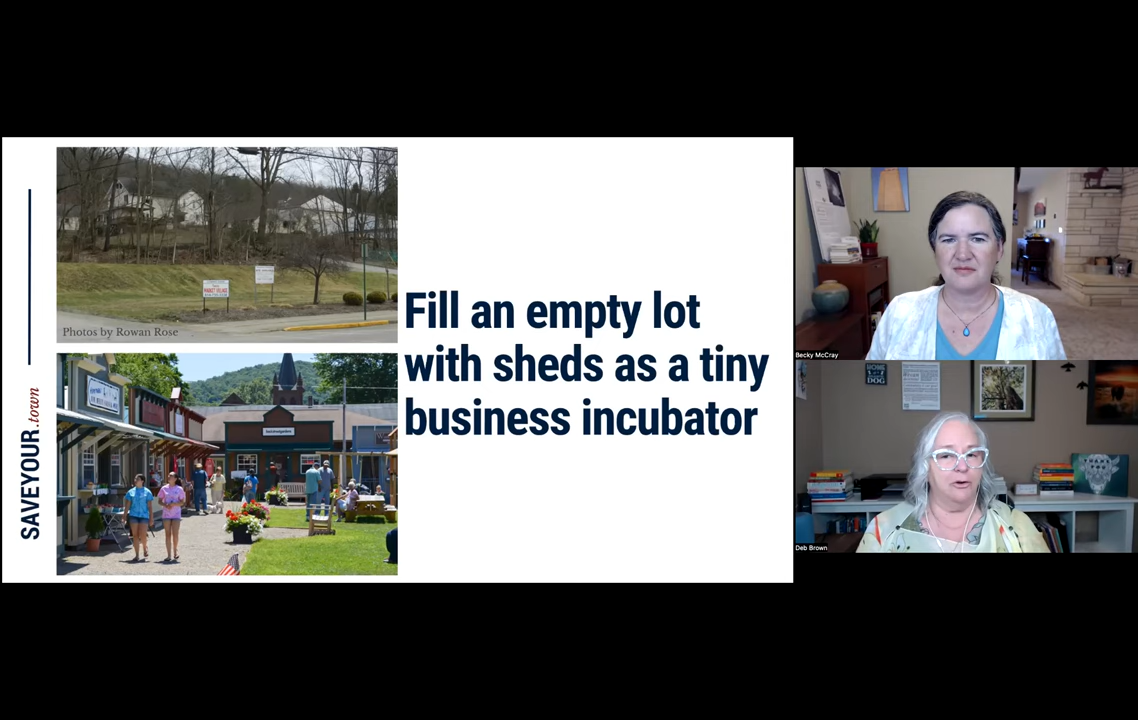 SAVEYOUR.town
Photos by Rowan Rose
Fill an empty lot
with sheds as a tiny
business incubator
Becky McCray
Deb Brown